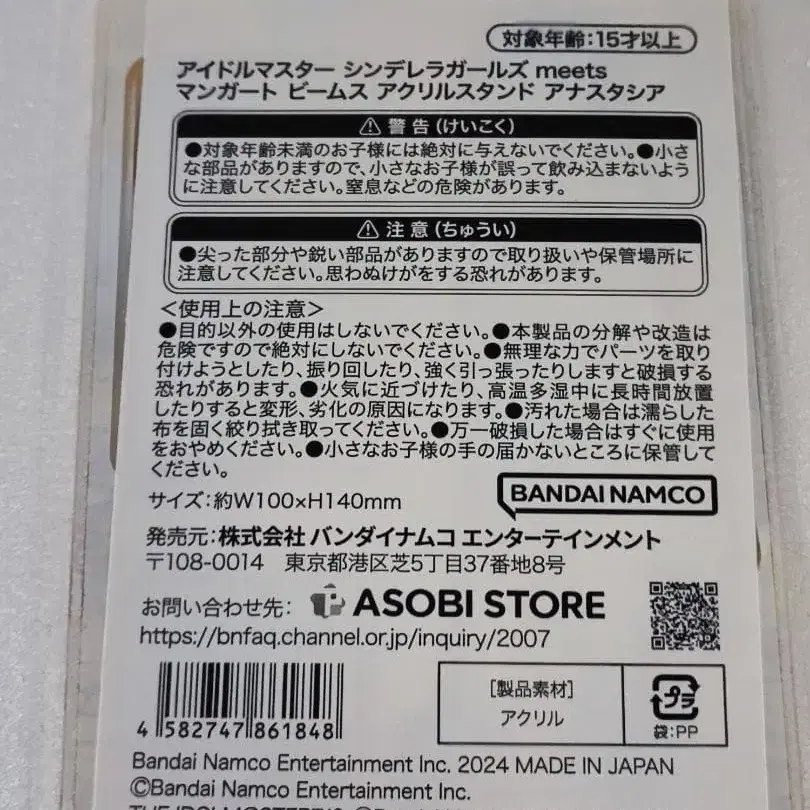 対象年齢:15才以上
アイドルマスター シンデレラガールズ meets
マンガート ビームス アクリルスタンド アナスタシア
⚠ 警告(けいこく)
●対象年齢未満のお子様には絶対に与えないでください。●小さ
な部品がありますので、小さなお子様が誤って飲み込まないよう
に注意してください。窒息などの危険があります。
⚠ 注意(ちゅうい)
●尖った部分や鋭い部品がありますので取り扱いや保管場所に
注意してください。思わぬけがをする恐れがあります。
<使用上の注意>
●目的以外の使用はしないでください。●本製品の分解や改造は
危険ですので絶対にしないでください。●無理な力でパーツを取り
付けようとしたり、振り回したり、強く引っ張ったりしますと破損する
恐れがあります。●火気に近づけたり、高温多湿中に長時間放置
したりすると変形、劣化の原因になります。●汚れた場合は濡らした
布を固く絞り拭き取ってください。●万一破損した場合はすぐに使用
をおやめください。●小さなお子様の手の届かないところに保管して
ください。
サイズ:約W100×H140mm
BANDAI NAMCO
発売元:株式会社 バンダイナムコ エンターテインメント
〒108-0014 東京都港区芝5丁目37番地8号
お問い合わせ先: ASOBI STORE
https://bnfaq.channel.or.jp/inquiry/2007
4 582747 861848
[製品素材]
アクリル
プラ
袋:PP
Bandai Namco Entertainment Inc. 2024 MADE IN JAPAN
©Bandai Namco Entertainment Inc.